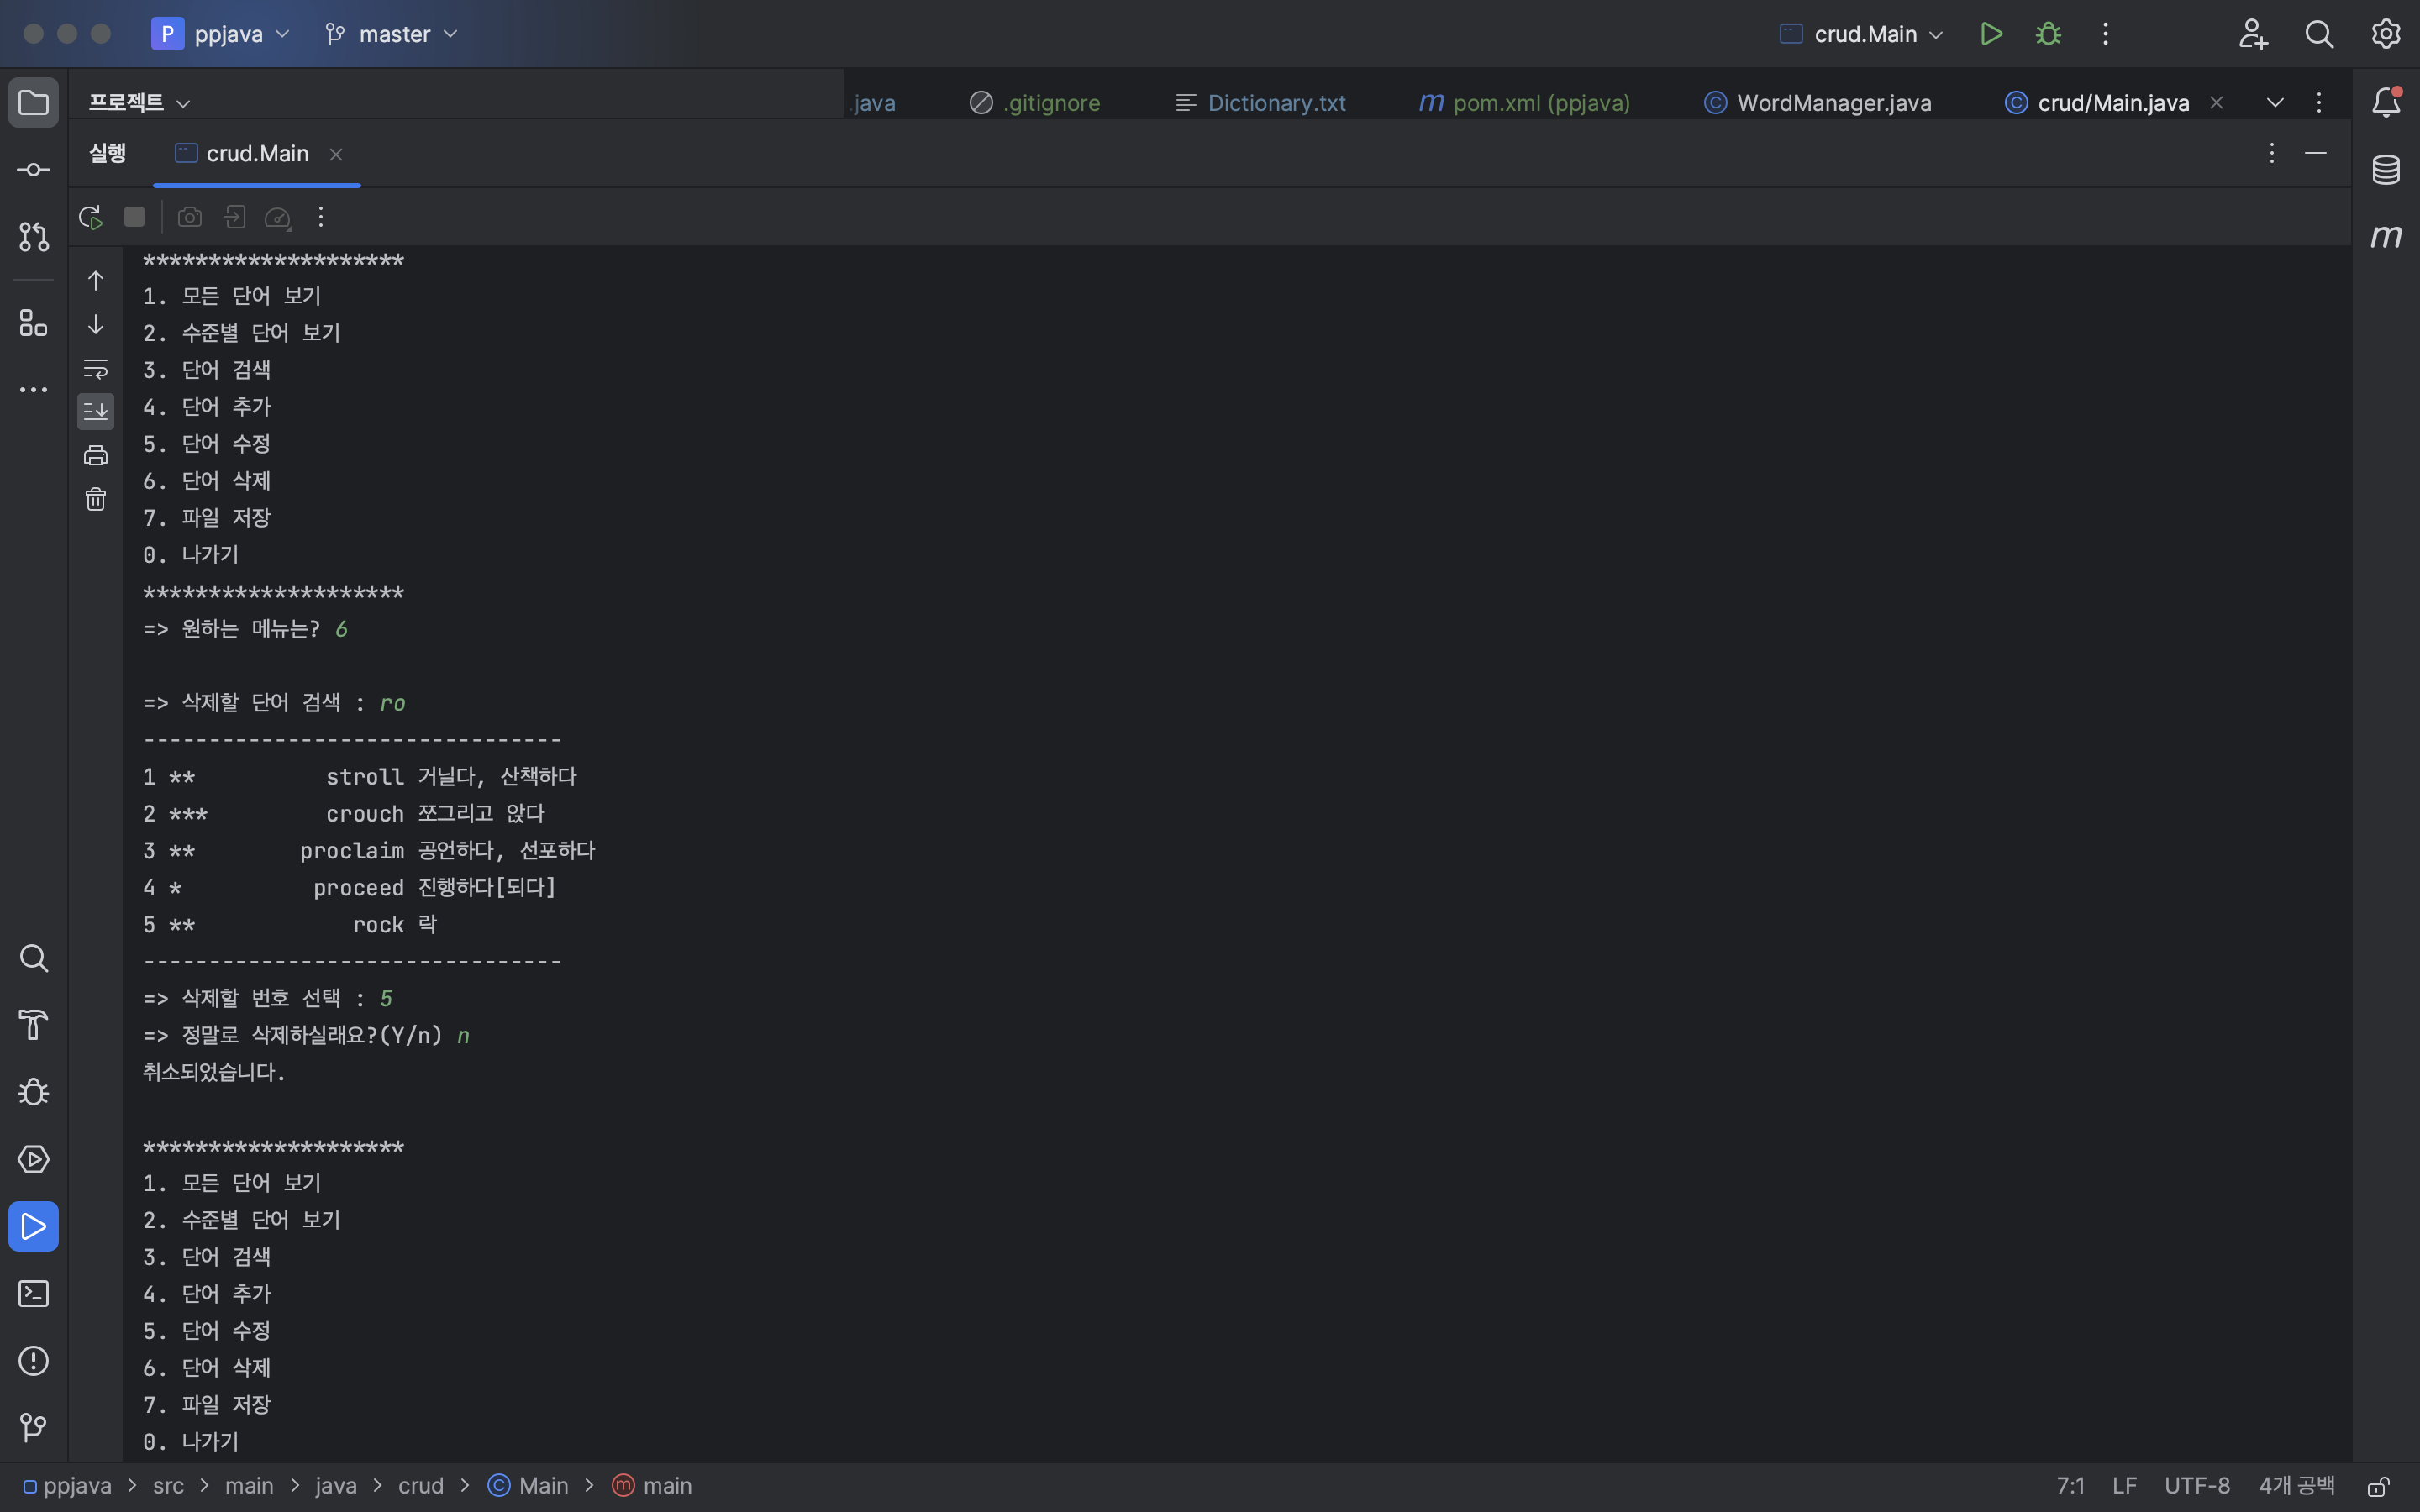 P ppjava master crud.Main
프로젝트 .java .gitignore Dictionary.txt m pom.xml (ppjava) C WordManager.java C crud/Main.java
실행 crud.Main
m
********************
1. 모든 단어 보기
2. 수준별 단어 보기
3. 단어 검색
4. 단어 추가
5. 단어 수정
6. 단어 삭제
7. 파일 저장
0. 나가기
********************
=> 원하는 메뉴는? 6
=> 삭제할 단어 검색 : ro
--------------------------------
1 ** stroll 거닐다, 산책하다
2 *** crouch 쪼그리고 앉다
3 ** proclaim 공언하다, 선포하다
4 * proceed 진행하다[되다]
5 ** rock 락
--------------------------------
=> 삭제할 번호 선택 : 5
=> 정말로 삭제하실래요?(Y/n) n
취소되었습니다.
********************
1. 모든 단어 보기
2. 수준별 단어 보기
3. 단어 검색
4. 단어 추가
5. 단어 수정
6. 단어 삭제
7. 파일 저장
0. 나가기
ppjava > src > main > java > crud > C Main > m main 7:1 LF UTF-8 4개 공백